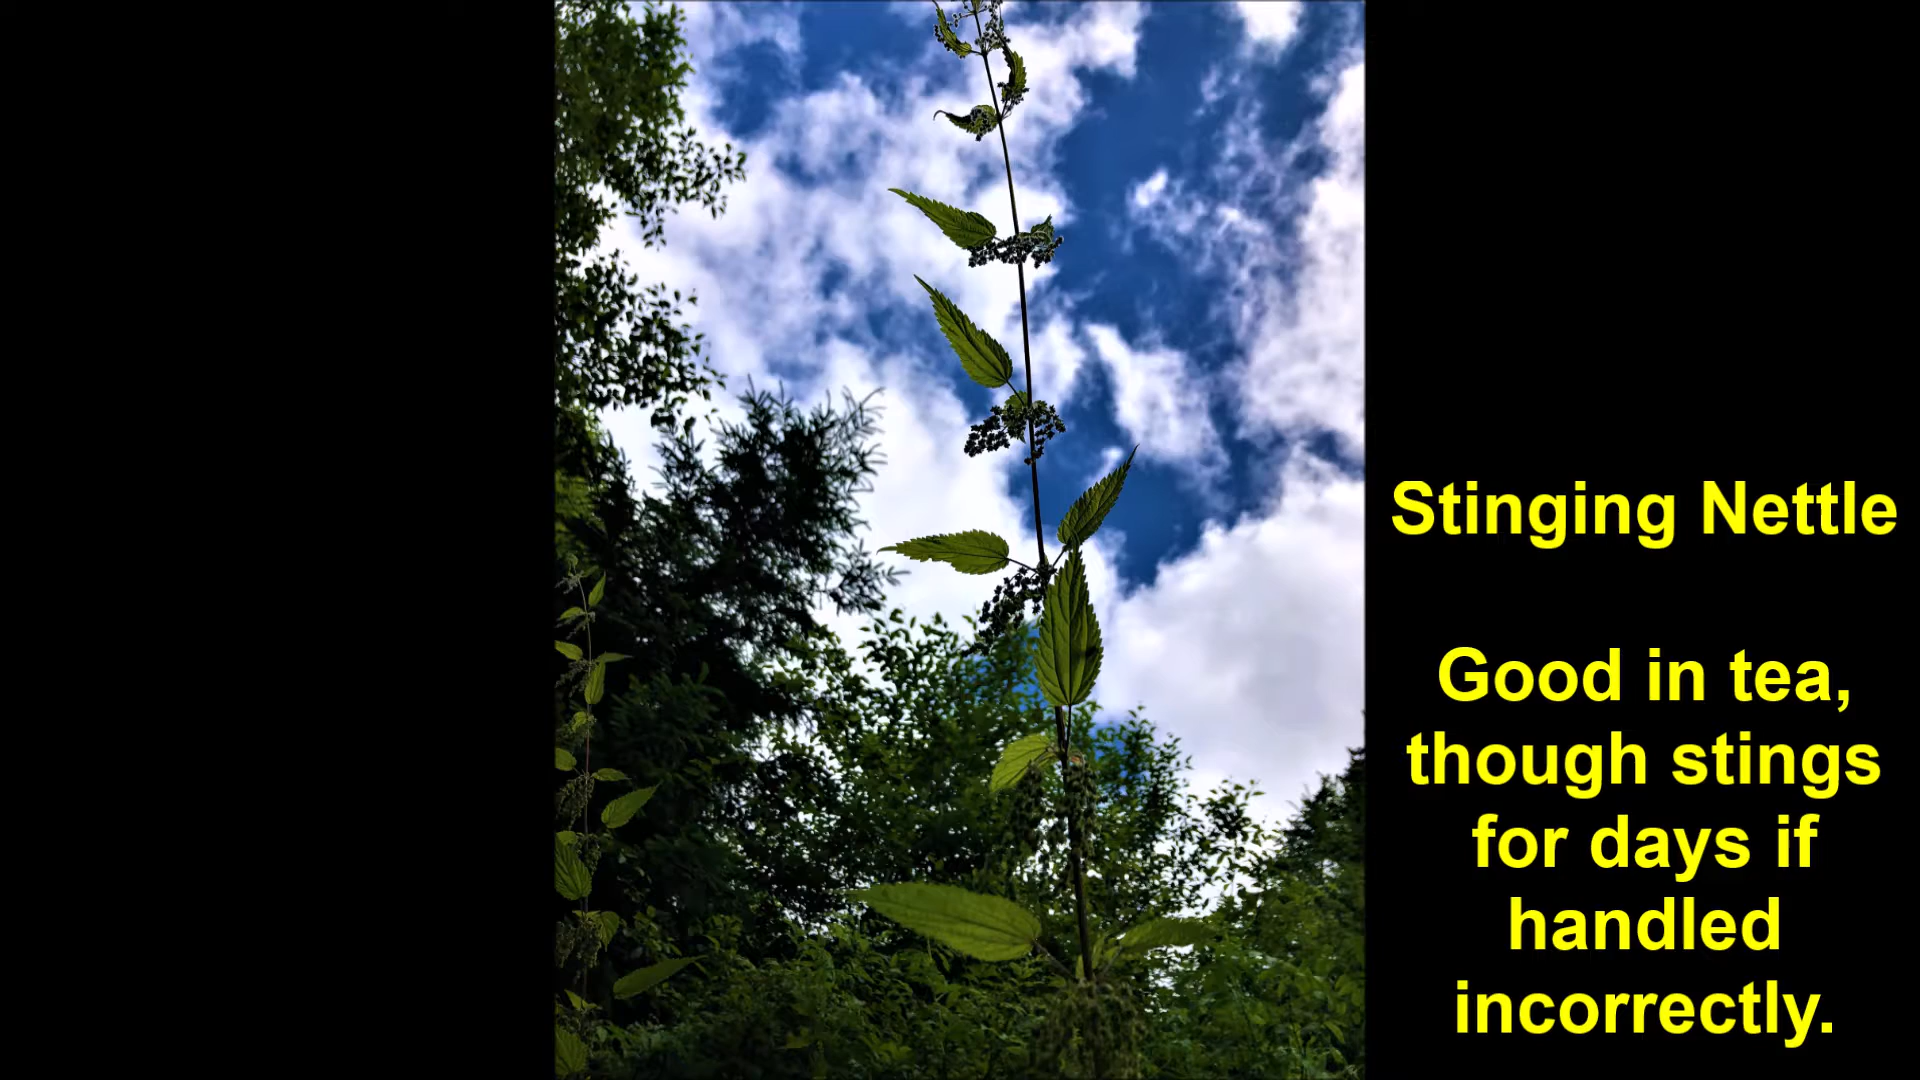 Stinging Nettle
Good in tea,
though stings
for days if
handled
incorrectly.